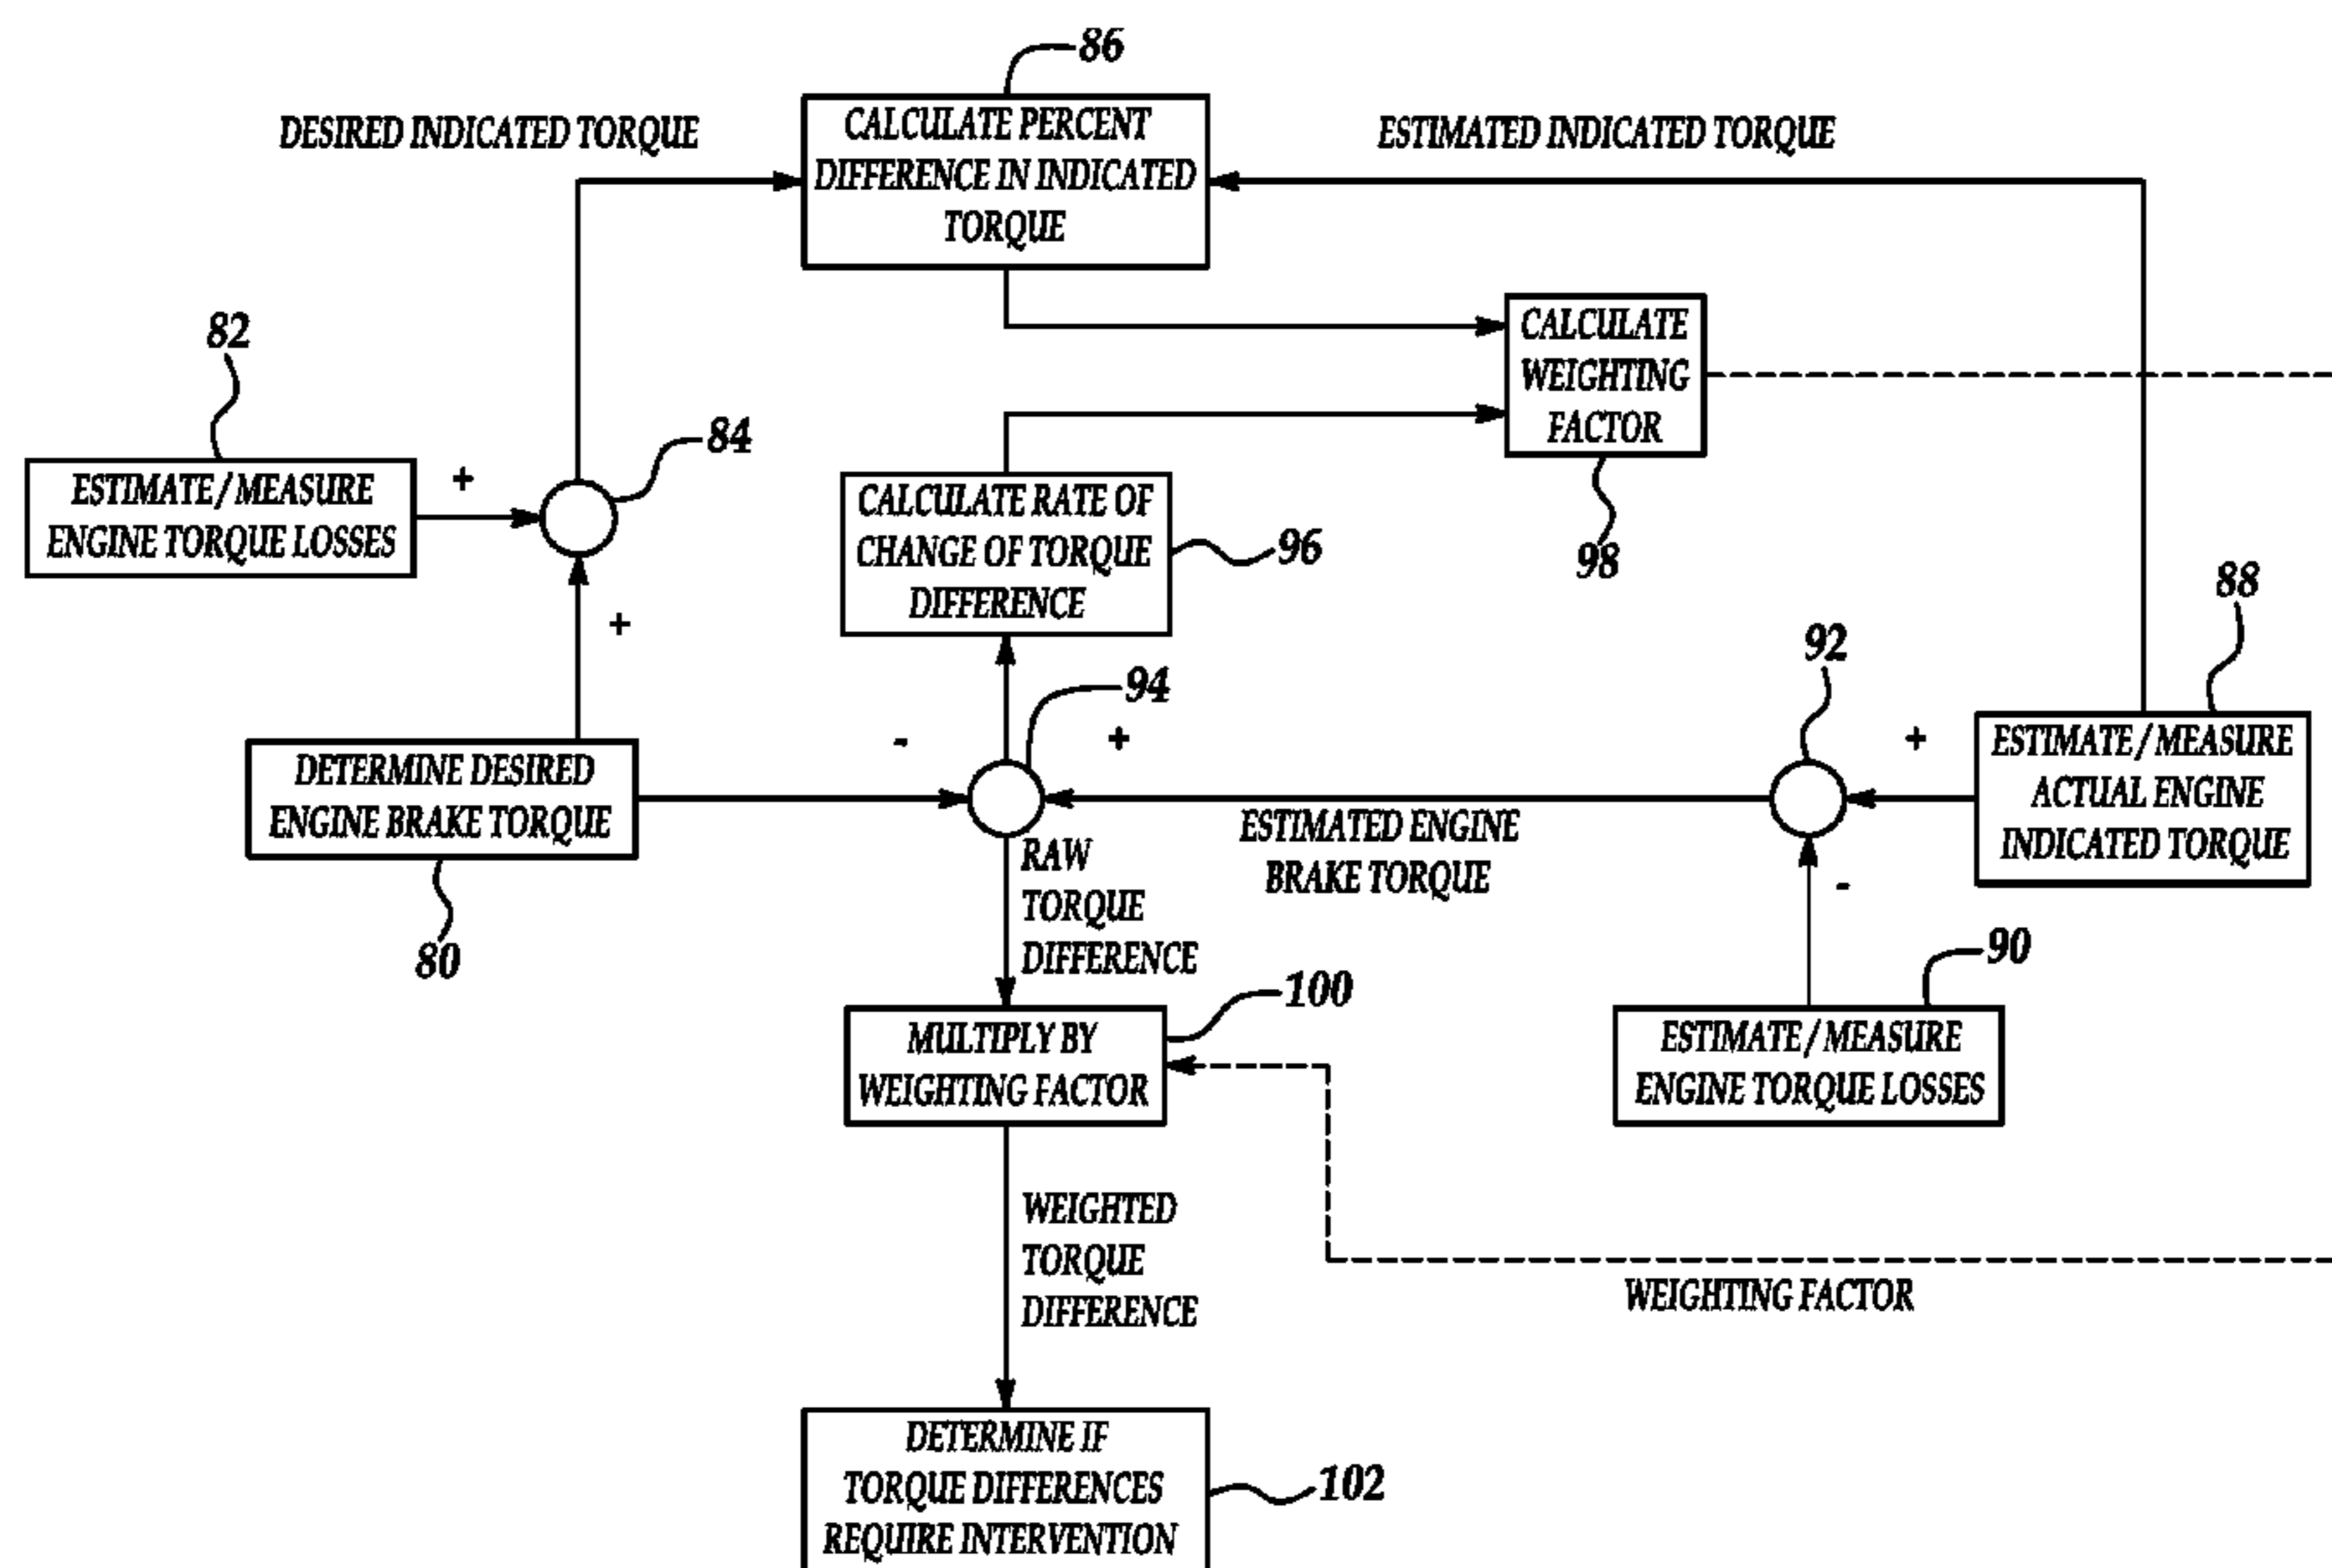 86
DESIRED INDICATED TORQUE
CALCULATE PERCENT
DIFFERENCE IN INDICATED
TORQUE
ESTIMATED INDICATED TORQUE
82
CALCULATE
WEIGHTING
FACTOR
84
98
ESTIMATE/MEASURE
ENGINE TORQUE LOSSES
+
+
CALCULATE RATE OF
CHANGE OF TORQUE
DIFFERENCE
96
88
92
94
DETERMINE DESIRED
ENGINE BRAKE TORQUE
80
-
+
+
ESTIMATE/MEASURE
ACTUAL ENGINE
INDICATED TORQUE
ESTIMATED ENGINE
BRAKE TORQUE
RAW
TORQUE
DIFFERENCE
-
90
100
MULTIPLY BY
WEIGHTING FACTOR
ESTIMATE/MEASURE
ENGINE TORQUE LOSSES
WEIGHTED
TORQUE
DIFFERENCE
WEIGHTING FACTOR
DETERMINE IF
TORQUE DIFFERENCES
REQUIRE INTERVENTION
102